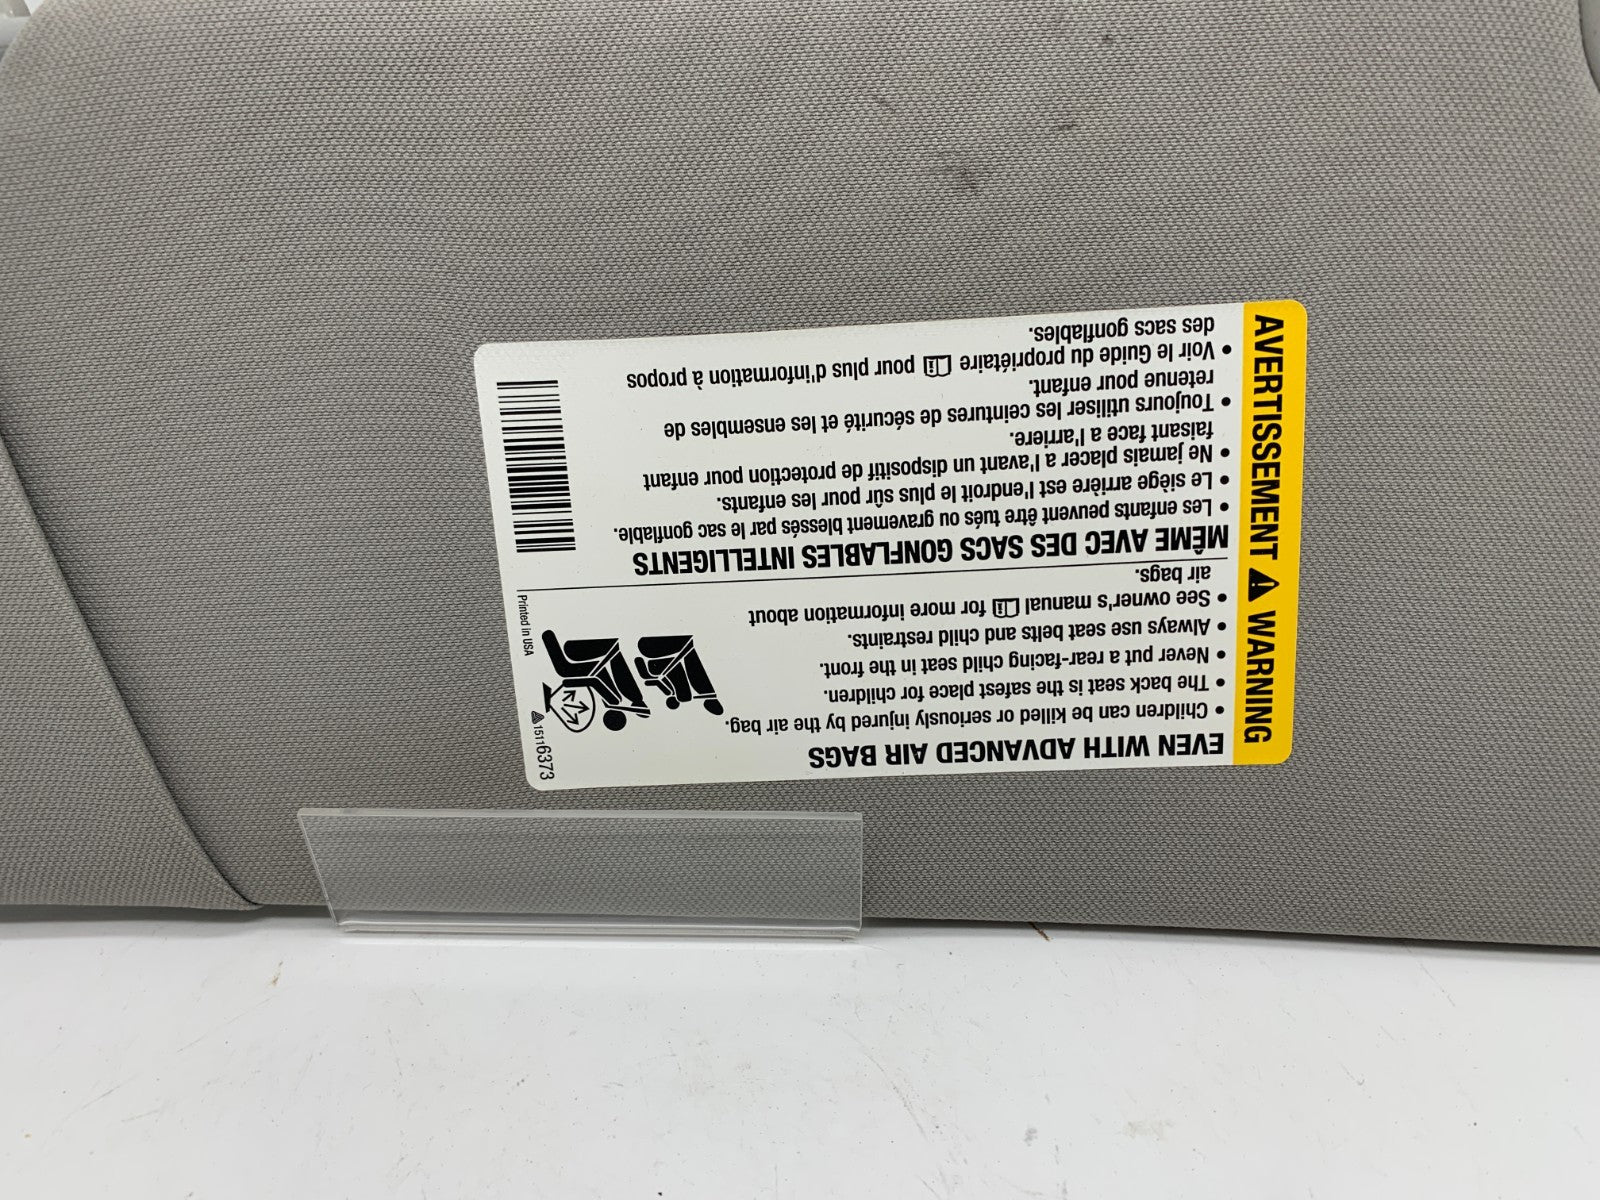 WARNING ⚠ AVERTISSEMENT
EVEN WITH ADVANCED AIR BAGS
• Children can be killed or seriously injured by the air bag.
• The back seat is the safest place for children.
• Never put a rear-facing child seat in the front.
• Always use seat belts and child restraints.
• See owner's manual for more information about
air bags.
MÊME AVEC DES SACS GONFLABLES INTELLIGENTS
• Les enfants peuvent être tués ou gravement blessés par le sac gonflable.
• Le siège arrière est l'endroit le plus sûr pour les enfants.
• Ne jamais placer a l'avant un dispositif de protection pour enfant
faisant face a l'arriere.
• Toujours utiliser les ceintures de sécurité et les ensembles de
retenue pour enfant.
• Voir le Guide du propriétaire pour plus d'information à propos
des sacs gonflables.
15116373
Printed in USA